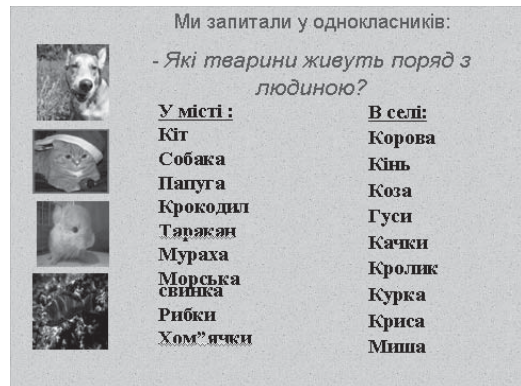 Ми запитали у однокласників:
- Які тварини живуть поряд з
людиною?
У місті :
Кіт
Собака
Папуга
Крокодил
Таракан
Мураха
Морська
свинка
Рибки
Хом”ячки
В селі:
Корова
Кінь
Коза
Гуси
Качки
Кролик
Курка
Криса
Миша